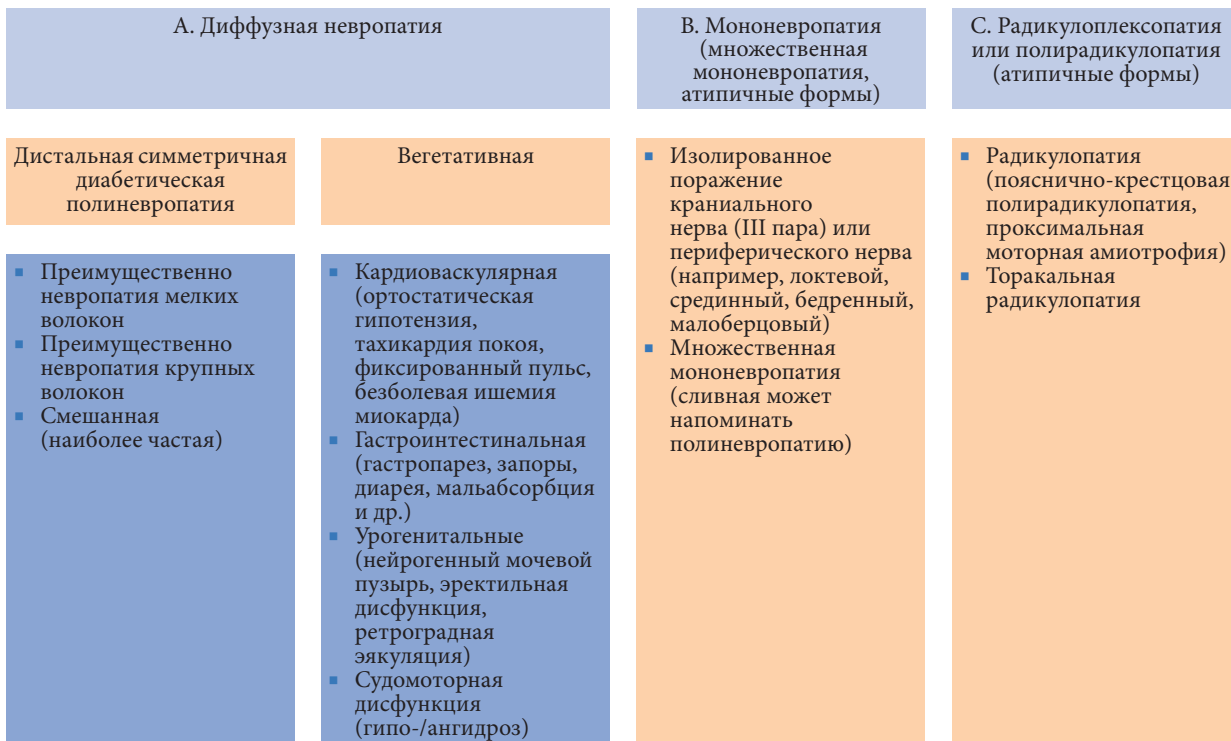 А. Диффузная невропатия
В. Мононевропатия
(множественная
мононевропатия,
атипичные формы)
С. Радикулоплексопатия
или полирадикулопатия
(атипичные формы)
Дистальная симметричная
диабетическая
полиневропатия
▪ Преимущественно
невропатия мелких
волокон
▪ Преимущественно
невропатия крупных
волокон
▪ Смешанная
(наиболее частая)
Вегетативная
▪ Кардиоваскулярная
(ортостатическая
гипотензия,
тахикардия покоя,
фиксированный пульс,
безболевая ишемия
миокарда)
▪ Гастроинтестинальная
(гастропарез, запоры,
диарея, мальабсорбция
и др.)
▪ Урогенитальные
(нейрогенный мочевой
пузырь, эректильная
дисфункция,
ретроградная
эякуляция)
▪ Судомоторная
дисфункция
(гипо-/ангидроз)
▪ Изолированное
поражение
краниального
нерва (III пара) или
периферического нерва
(например, локтевой,
срединный, бедренный,
малоберцовый)
▪ Множественная
мононевропатия
(сливная может
напоминать
полиневропатию)
▪ Радикулопатия
(пояснично-крестцовая
полирадикулопатия,
проксимальная
моторная амиотрофия)
▪ Торакальная
радикулопатия